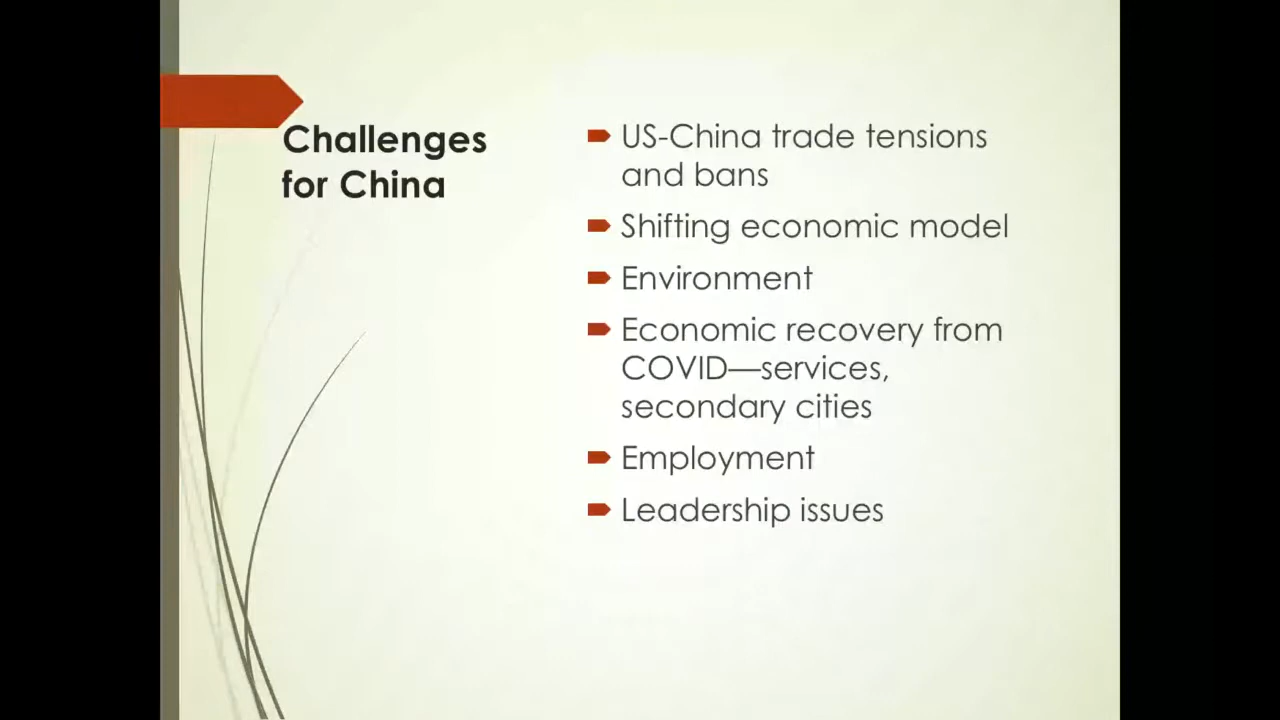 Challenges
for China
US-China trade tensions
and bans
Shifting economic model
Environment
Economic recovery from
COVID—services,
secondary cities
Employment
Leadership issues